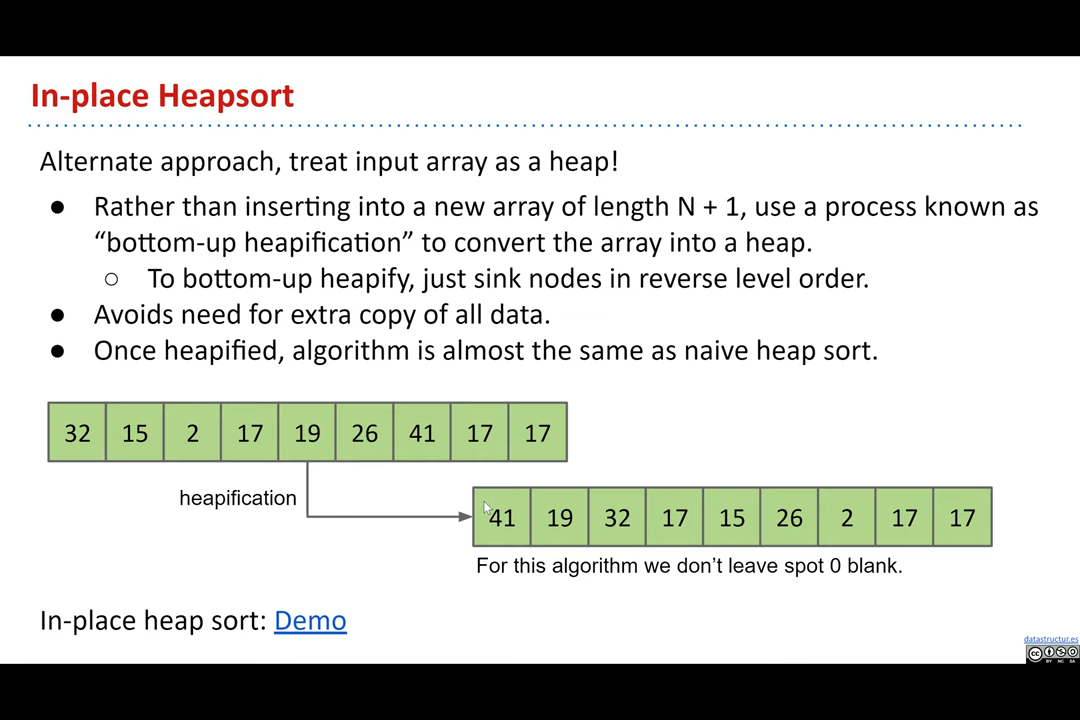 In-place Heapsort
Alternate approach, treat input array as a heap!
● Rather than inserting into a new array of length N + 1, use a process known as
“bottom-up heapification” to convert the array into a heap.
○ To bottom-up heapify, just sink nodes in reverse level order.
● Avoids need for extra copy of all data.
● Once heapified, algorithm is almost the same as naive heap sort.
32 15 2 17 19 26 41 17 17
heapification
41 19 32 17 15 26 2 17 17
For this algorithm we don’t leave spot 0 blank.
In-place heap sort: Demo
datastructur.es
cc
BY NC SA